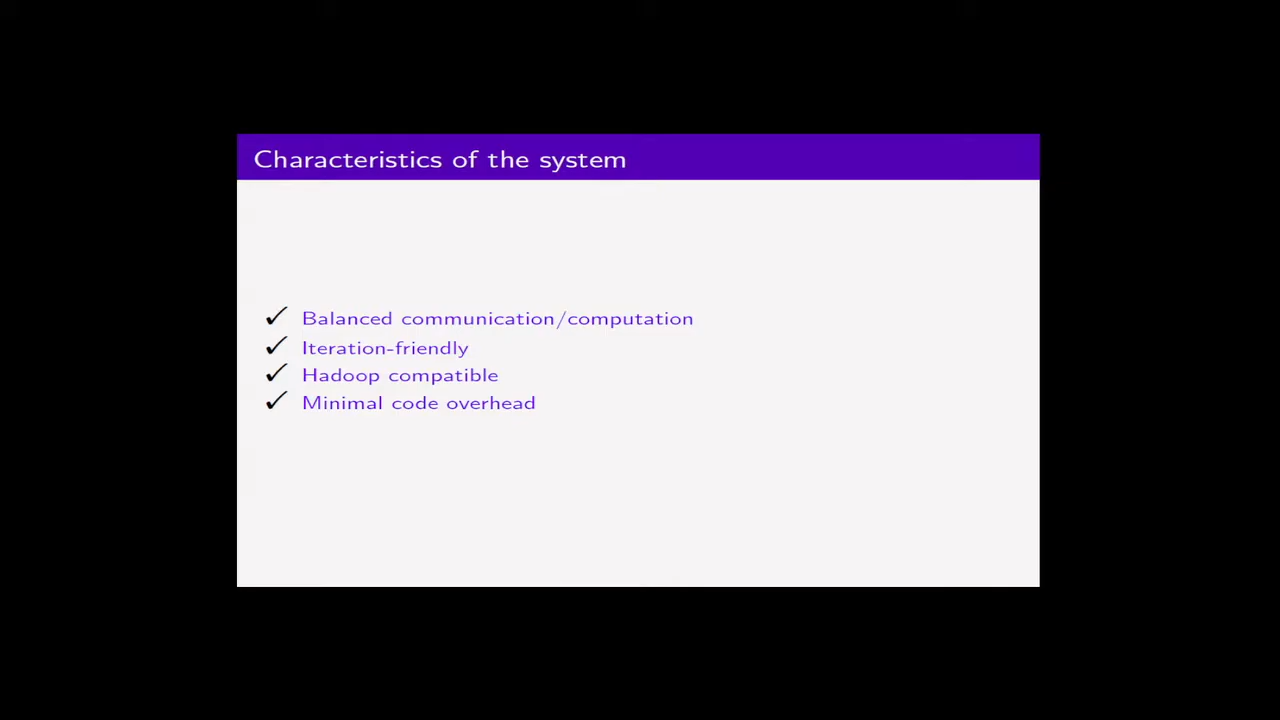 Characteristics of the system
✓ Balanced communication/computation
✓ Iteration-friendly
✓ Hadoop compatible
✓ Minimal code overhead